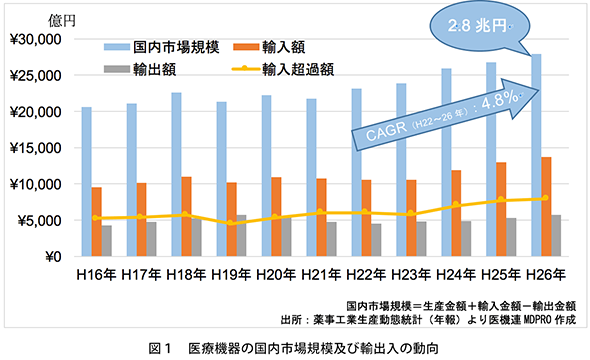 億円
2.8 兆円
¥30,000
¥25,000
¥20,000
¥15,000
¥10,000
¥5,000
¥0
国内市場規模
輸入額
輸出額
輸入超過額
CAGR（H22～26 年）：4.8%
H16年 H17年 H18年 H19年 H20年 H21年 H22年 H23年 H24年 H25年 H26年
国内市場規模＝生産金額＋輸入金額－輸出金額
出所：薬事工業生産動態統計（年報）より医機連 MDPRO 作成
図１　医療機器の国内市場規模及び輸出入の動向